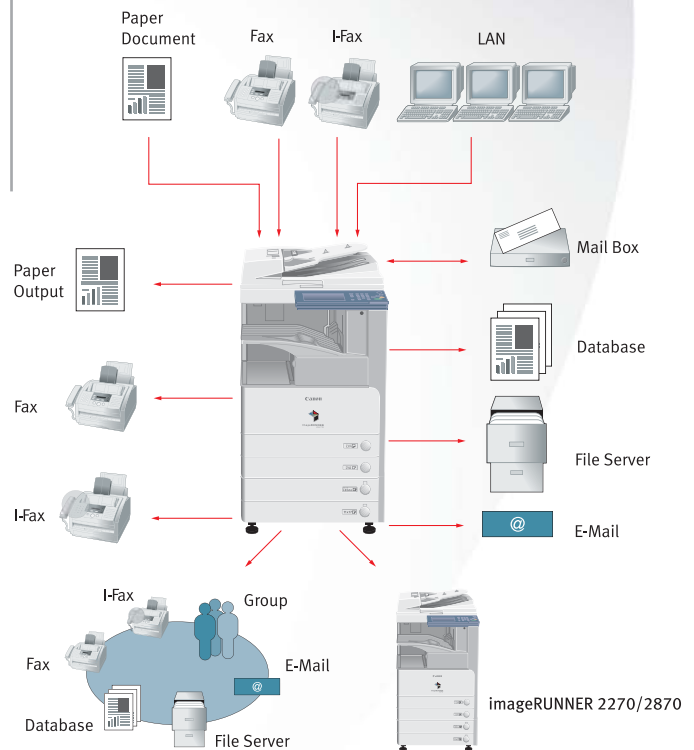 Paper
Document
Fax
I-Fax
LAN
Mail Box
Paper
Output
Database
Canon
Fax
File Server
I-Fax
@
E-Mail
I-Fax
Group
Fax
E-Mail
@
imageRUNNER 2270/2870
Database
File Server